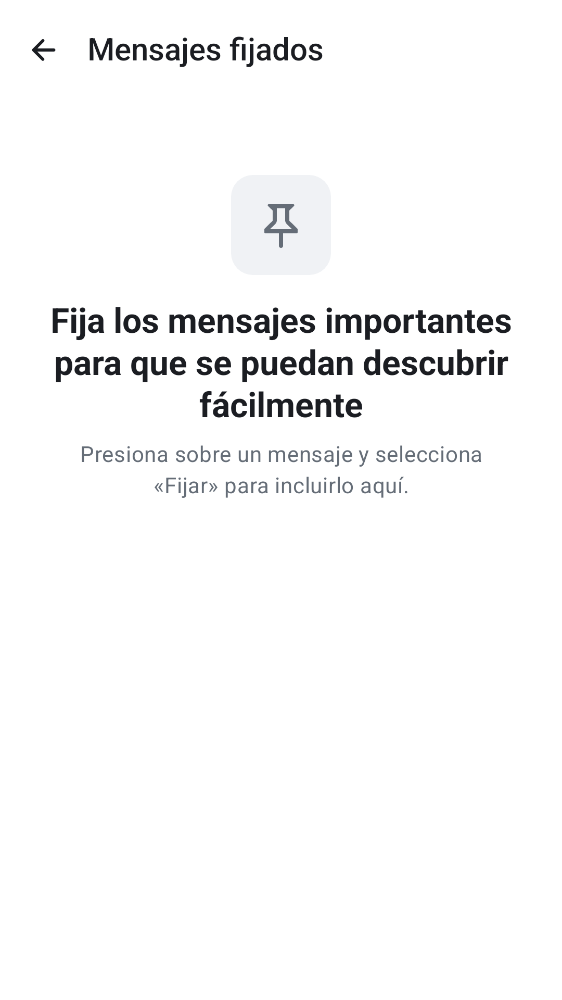 Mensajes fijados
Fija los mensajes importantes
para que se puedan descubrir
fácilmente
Presiona sobre un mensaje y selecciona
«Fijar» para incluirlo aquí.